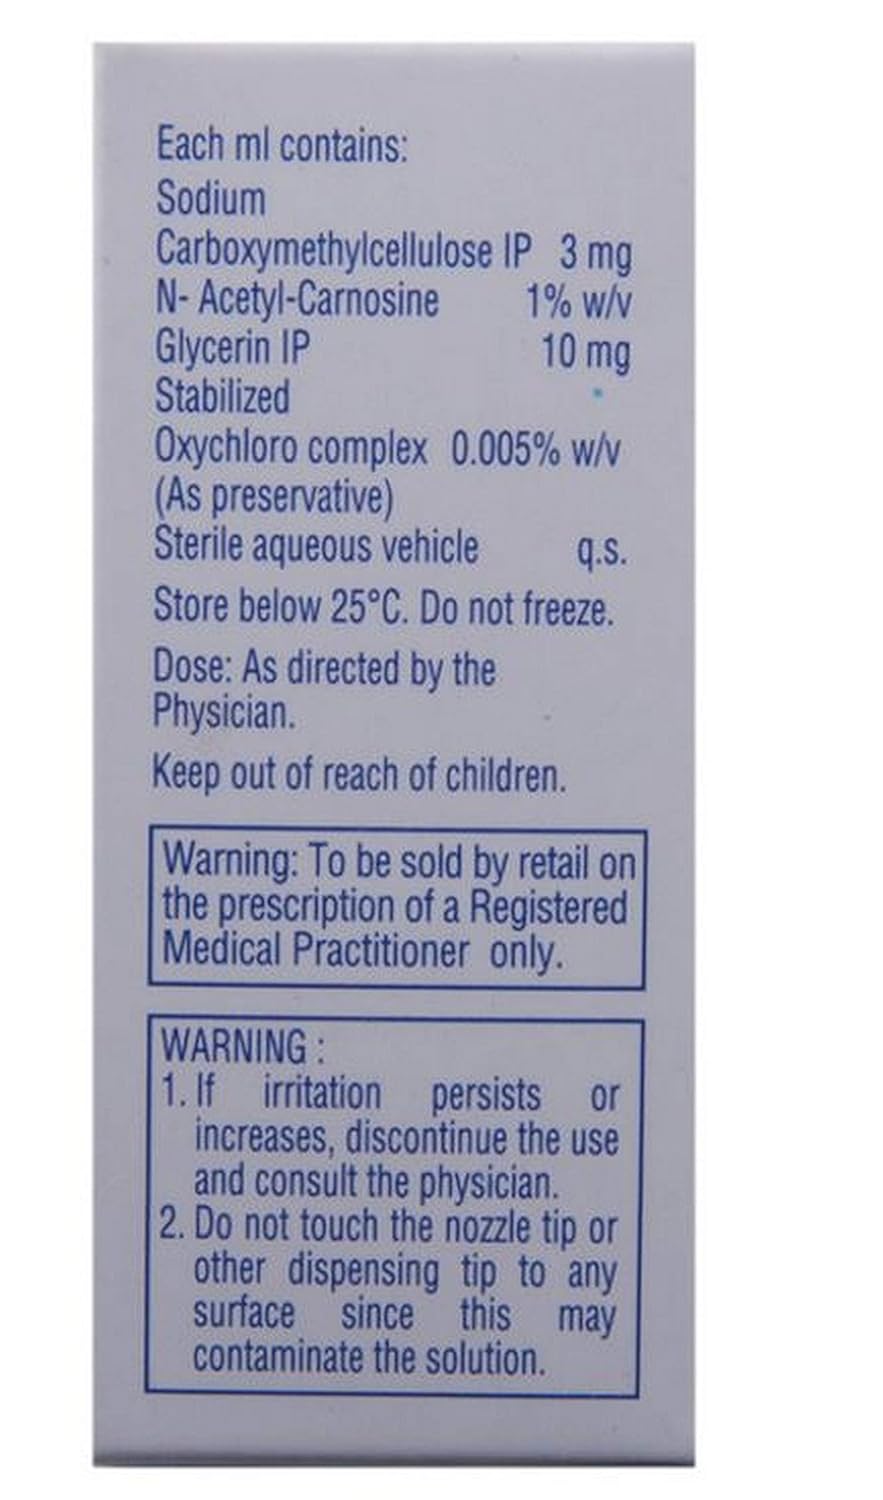 Each ml contains:
Sodium
Carboxymethylcellulose IP 3 mg
N- Acetyl-Carnosine 1% w/v
Glycerin IP 10 mg
Stabilized
Oxychloro complex 0.005% w/v
(As preservative)
Sterile aqueous vehicle q.s.
Store below 25°C. Do not freeze.
Dose: As directed by the
Physician.
Keep out of reach of children.
Warning: To be sold by retail on
the prescription of a Registered
Medical Practitioner only.
WARNING :
1. If irritation persists or
increases, discontinue the use
and consult the physician.
2. Do not touch the nozzle tip or
other dispensing tip to any
surface since this may
contaminate the solution.